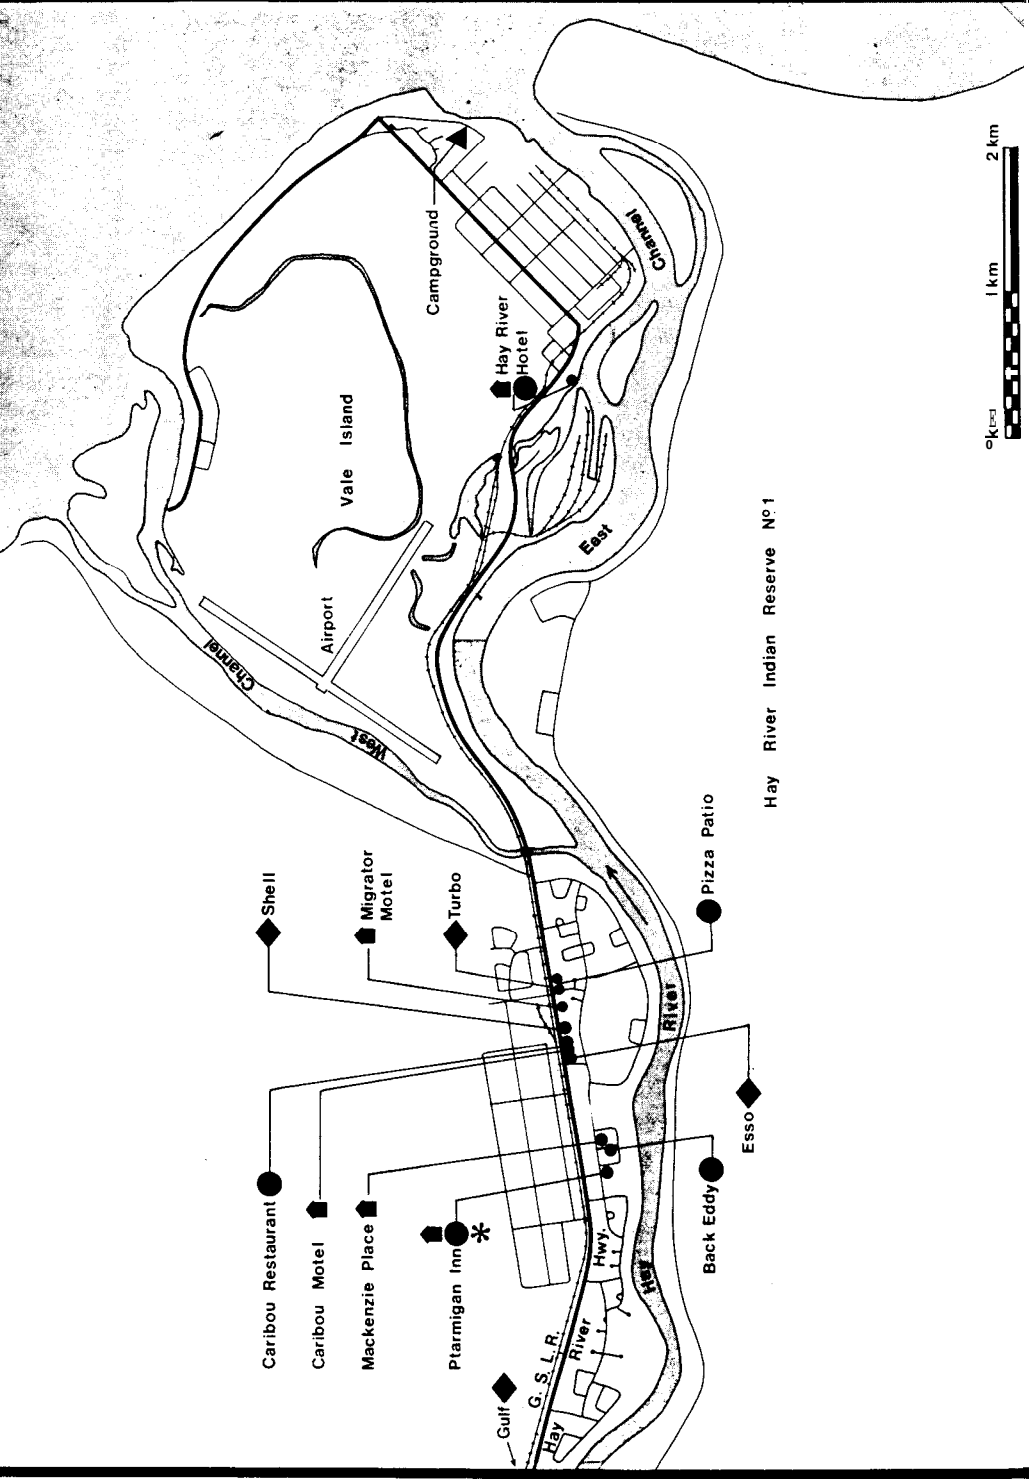 Gulf
G. S. L. R.
Hay River Hwy.
Caribou Restaurant
Caribou Motel
Mackenzie Place
Ptarmigan Inn
*
Back Eddy
Esso
Shell
Migrator
Motel
Turbo
Pizza Patio
Hay River
West Channel
Airport
Vale Island
East Channel
Hay River
Hotel
Campground
Hay River Indian Reserve Nº.1
1 km
2 km